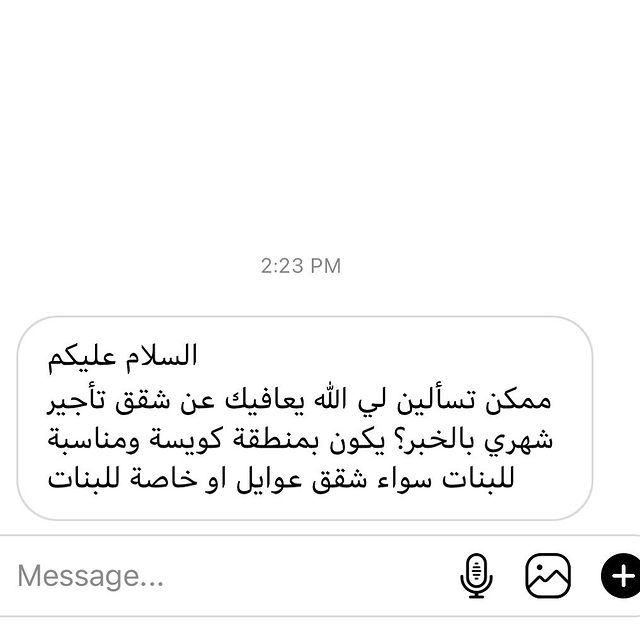 2:23 PM
السلام عليكم
ممكن تسألين لي الله يعافيك عن شقق تأجير
شهري بالخبر؟ يكون بمنطقة كويسة ومناسبة
للبنات سواء شقق عوايل او خاصة للبنات
Message...